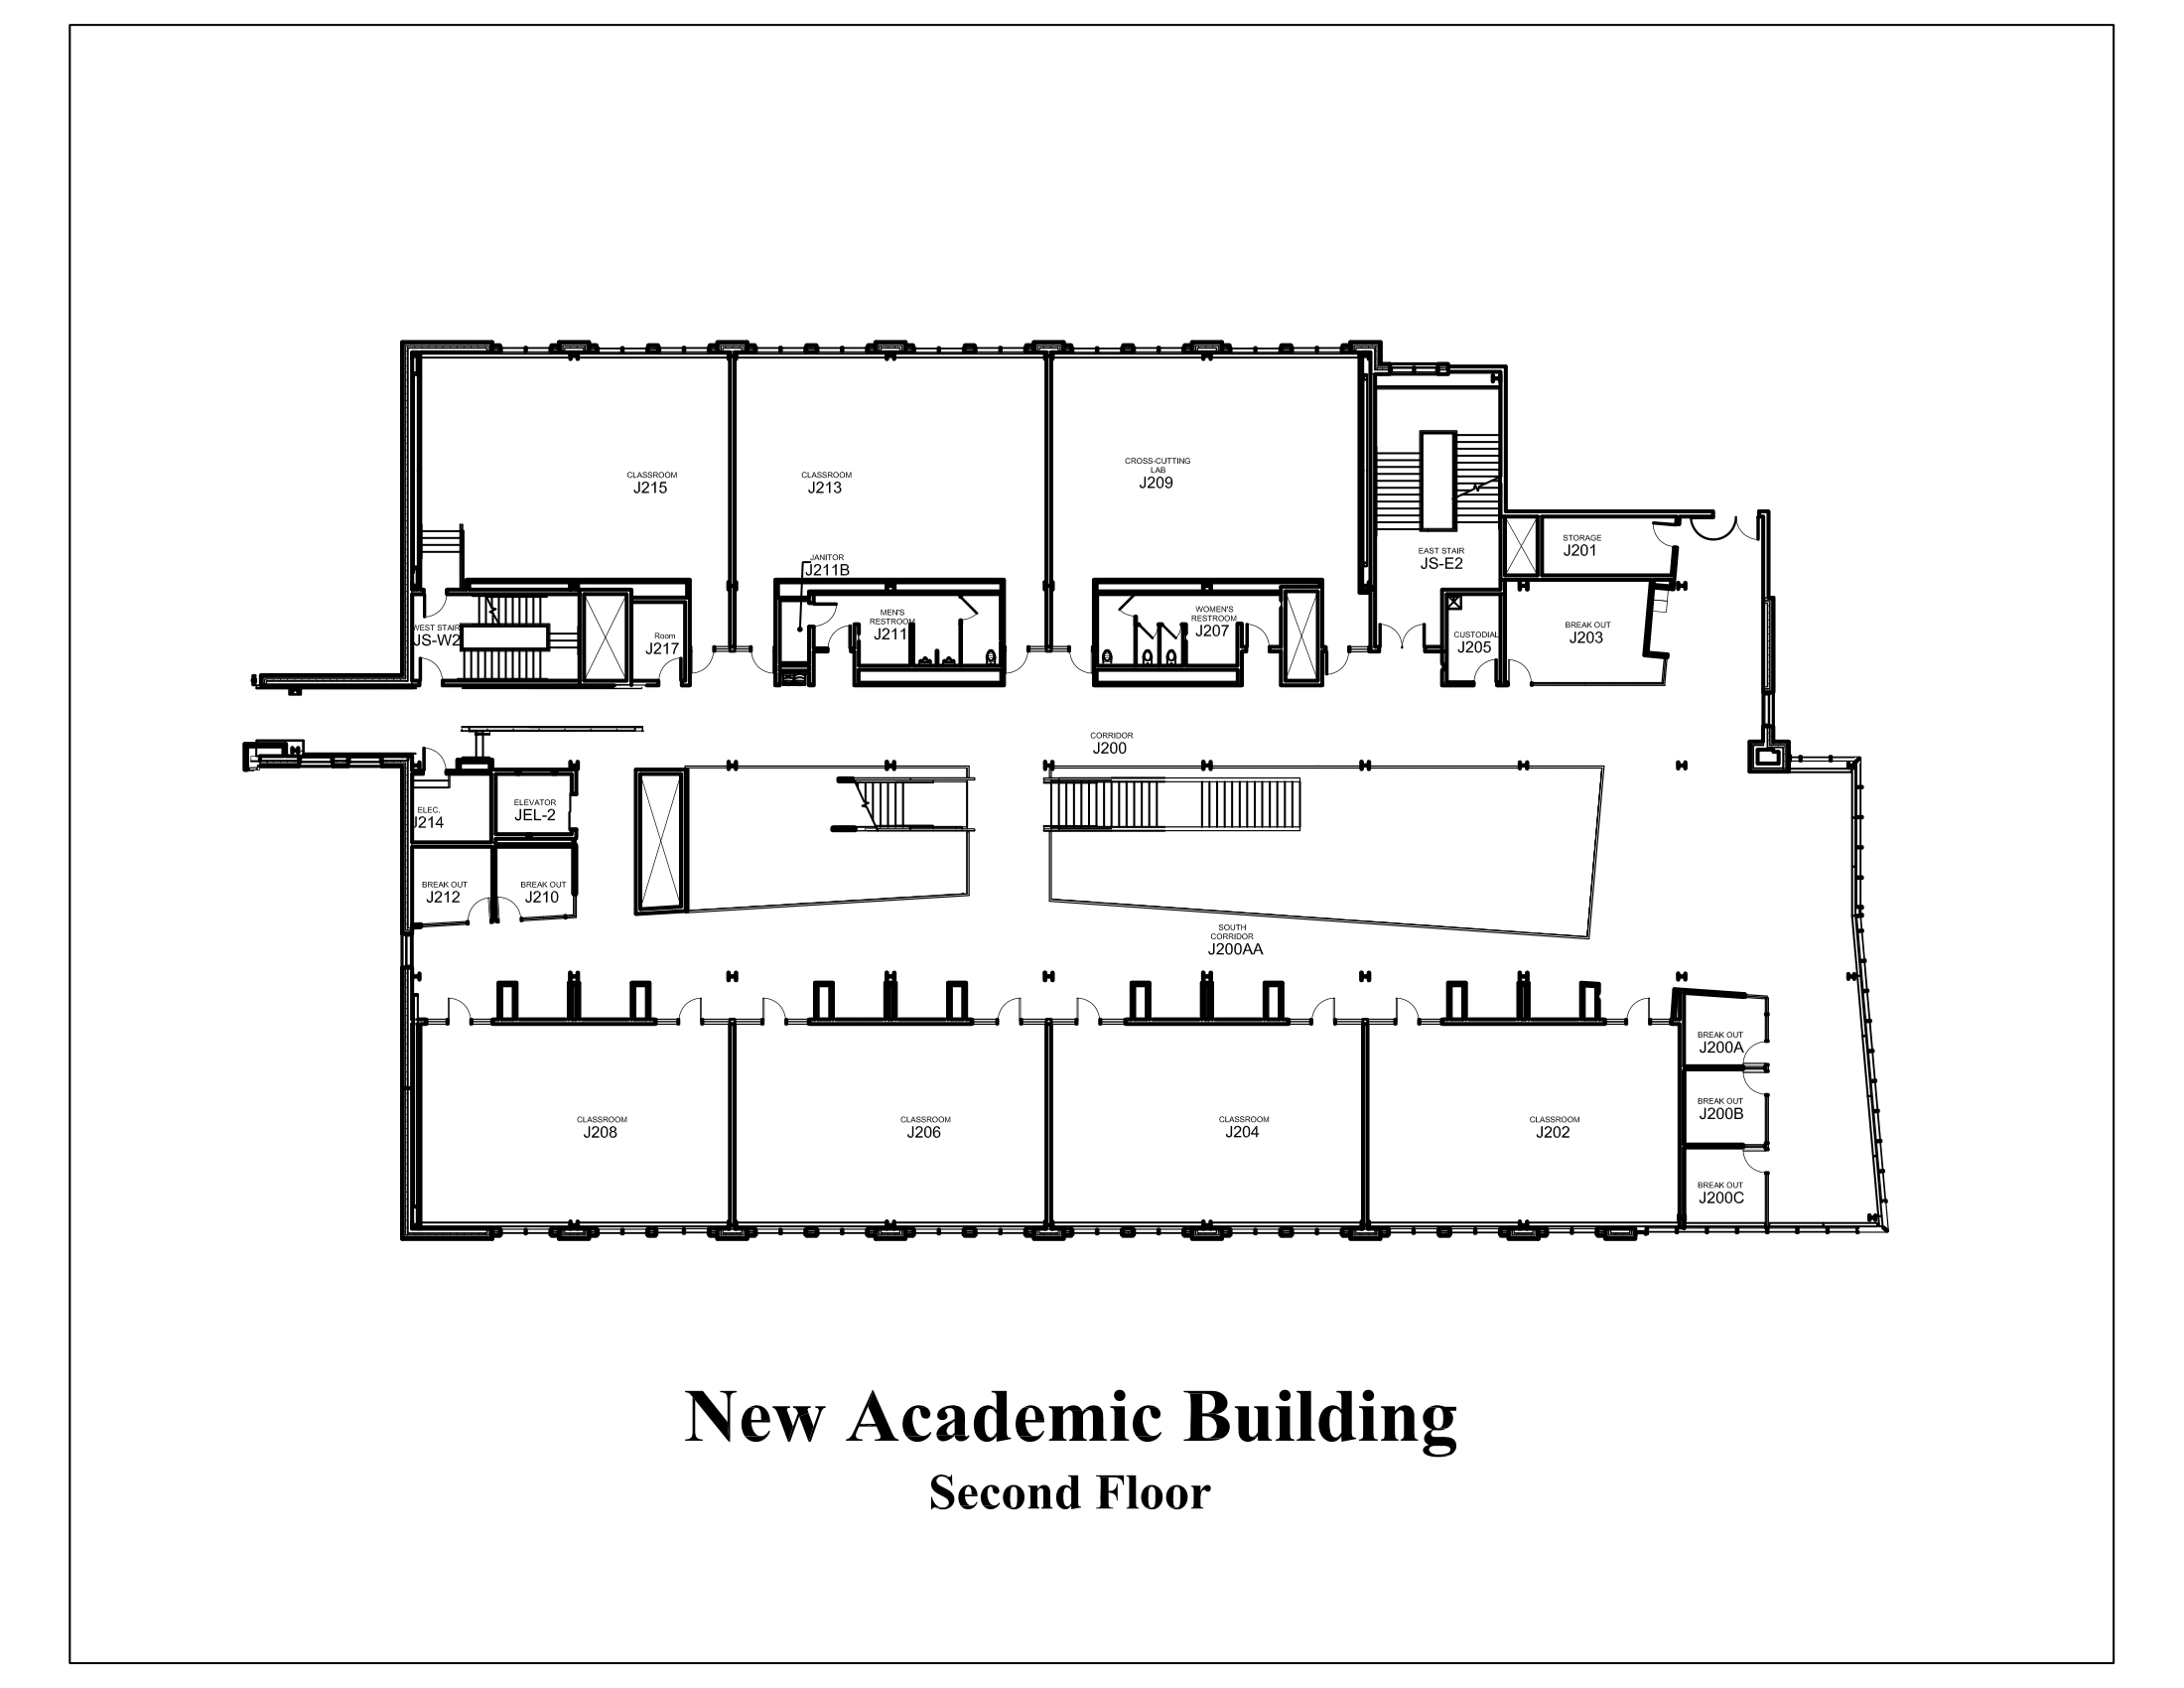 CLASSROOM
J215
CLASSROOM
J213
CROSS-CUTTING
LAB
J209
JANITOR
J211B
EAST STAIR
JS-E2
STORAGE
J201
WEST STAIR
JS-W2
Room
J217
MEN'S
RESTROOM
J211
WOMEN'S
RESTROOM
J207
CUSTODIAL
J205
BREAK OUT
J203
CORRIDOR
J200
ELEC.
J214
ELEVATOR
JEL-2
BREAK OUT
J212
BREAK OUT
J210
SOUTH
CORRIDOR
J200AA
BREAK OUT
J200A
BREAK OUT
J200B
BREAK OUT
J200C
CLASSROOM
J208
CLASSROOM
J206
CLASSROOM
J204
CLASSROOM
J202
New Academic Building
Second Floor